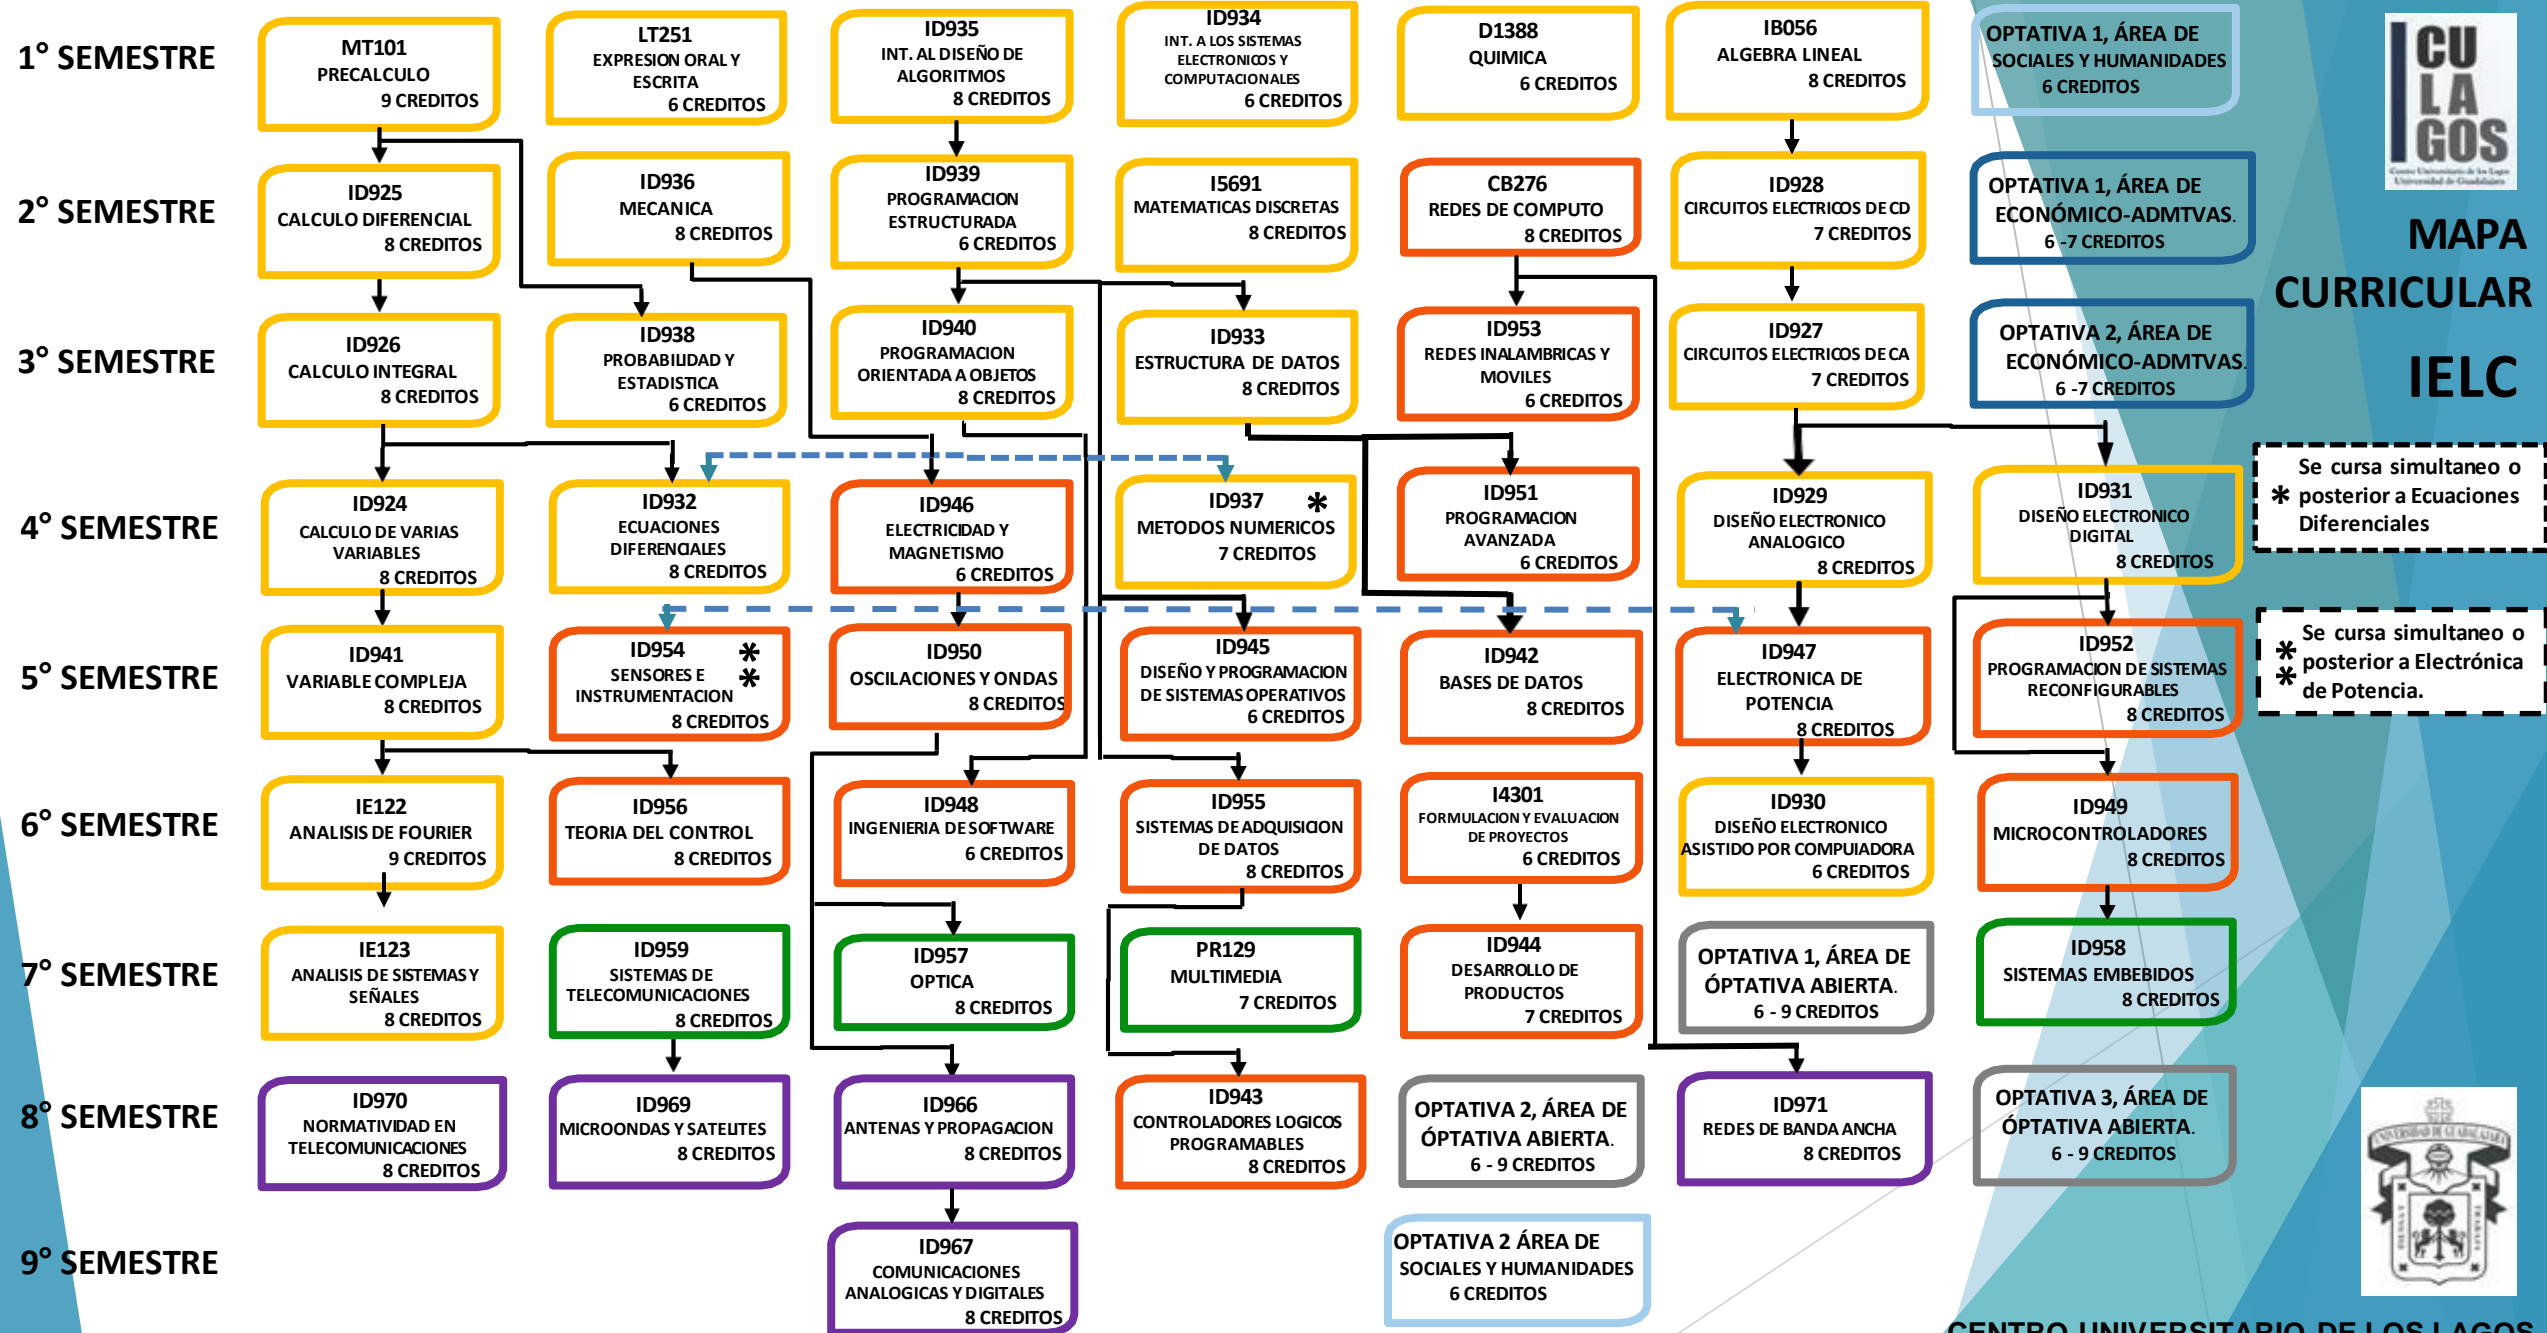 1° SEMESTRE
MT101
PRECALCULO
9 CREDITOS
LT251
EXPRESION ORAL Y
ESCRITA
6 CREDITOS
ID935
INT. AL DISEÑO DE
ALGORITMOS
8 CREDITOS
ID934
INT. A LOS SISTEMAS
ELECTRONICOS Y
COMPUTACIONALES
6 CREDITOS
D1388
QUIMICA
6 CREDITOS
IB056
ALGEBRA LINEAL
8 CREDITOS
OPTATIVA 1, ÁREA DE
SOCIALES Y HUMANIDADES
6 CREDITOS
CU
LA
GOS
Centro Universitario de los Lagos
Universidad de Guadalajara
2° SEMESTRE
ID925
CALCULO DIFERENCIAL
8 CREDITOS
ID936
MECANICA
8 CREDITOS
ID939
PROGRAMACION
ESTRUCTURADA
6 CREDITOS
I5691
MATEMATICAS DISCRETAS
8 CREDITOS
CB276
REDES DE COMPUTO
8 CREDITOS
ID928
CIRCUITOS ELECTRICOS DE CD
7 CREDITOS
OPTATIVA 1, ÁREA DE
ECONÓMICO-ADMTVAS.
6 -7 CREDITOS
MAPA
CURRICULAR
IELC
3° SEMESTRE
ID926
CALCULO INTEGRAL
8 CREDITOS
ID938
PROBABILIDAD Y
ESTADISTICA
6 CREDITOS
ID940
PROGRAMACION
ORIENTADA A OBJETOS
8 CREDITOS
ID933
ESTRUCTURA DE DATOS
8 CREDITOS
ID953
REDES INALAMBRICAS Y
MOVILES
6 CREDITOS
ID927
CIRCUITOS ELECTRICOS DE CA
7 CREDITOS
OPTATIVA 2, ÁREA DE
ECONÓMICO-ADMTVAS.
6 -7 CREDITOS
4° SEMESTRE
ID924
CALCULO DE VARIAS
VARIABLES
8 CREDITOS
ID932
ECUACIONES
DIFERENCIALES
8 CREDITOS
ID946
ELECTRICIDAD Y
MAGNETISMO
6 CREDITOS
ID937 *
METODOS NUMERICOS
7 CREDITOS
ID951
PROGRAMACION
AVANZADA
6 CREDITOS
ID929
DISEÑO ELECTRONICO
ANALOGICO
8 CREDITOS
ID931
DISEÑO ELECTRONICO
DIGITAL
8 CREDITOS
Se cursa simultaneo o
* posterior a Ecuaciones
Diferenciales
5° SEMESTRE
ID941
VARIABLE COMPLEJA
8 CREDITOS
ID954 *
SENSORES E *
INSTRUMENTACION
8 CREDITOS
ID950
OSCILACIONES Y ONDAS
8 CREDITOS
ID945
DISEÑO Y PROGRAMACION
DE SISTEMAS OPERATIVOS
6 CREDITOS
ID942
BASES DE DATOS
8 CREDITOS
ID947
ELECTRONICA DE
POTENCIA
8 CREDITOS
ID952
PROGRAMACION DE SISTEMAS
RECONFIGURABLES
8 CREDITOS
Se cursa simultaneo o
* posterior a Electrónica
* de Potencia.
6° SEMESTRE
IE122
ANALISIS DE FOURIER
9 CREDITOS
ID956
TEORIA DEL CONTROL
8 CREDITOS
ID948
INGENIERIA DE SOFTWARE
6 CREDITOS
ID955
SISTEMAS DE ADQUISICION
DE DATOS
8 CREDITOS
I4301
FORMULACION Y EVALUACION
DE PROYECTOS
6 CREDITOS
ID930
DISEÑO ELECTRONICO
ASISTIDO POR COMPUIADORA
6 CREDITOS
ID949
MICROCONTROLADORES
8 CREDITOS
7° SEMESTRE
IE123
ANALISIS DE SISTEMAS Y
SEÑALES
8 CREDITOS
ID959
SISTEMAS DE
TELECOMUNICACIONES
8 CREDITOS
ID957
OPTICA
8 CREDITOS
PR129
MULTIMEDIA
7 CREDITOS
ID944
DESARROLLO DE
PRODUCTOS
7 CREDITOS
OPTATIVA 1, ÁREA DE
ÓPTATIVA ABIERTA.
6 - 9 CREDITOS
ID958
SISTEMAS EMBEBIDOS
8 CREDITOS
8° SEMESTRE
ID970
NORMATIVIDAD EN
TELECOMUNICACIONES
8 CREDITOS
ID969
MICROONDAS Y SATELITES
8 CREDITOS
ID966
ANTENAS Y PROPAGACION
8 CREDITOS
ID943
CONTROLADORES LOGICOS
PROGRAMABLES
8 CREDITOS
OPTATIVA 2, ÁREA DE
ÓPTATIVA ABIERTA.
6 - 9 CREDITOS
ID971
REDES DE BANDA ANCHA
8 CREDITOS
OPTATIVA 3, ÁREA DE
ÓPTATIVA ABIERTA.
6 - 9 CREDITOS
UNIVERSIDAD DE GUADALAJARA
9° SEMESTRE
ID967
COMUNICACIONES
ANALOGICAS Y DIGITALES
8 CREDITOS
OPTATIVA 2 ÁREA DE
SOCIALES Y HUMANIDADES
6 CREDITOS
CENTRO UNIVERSITARIO DE LOS LAGOS